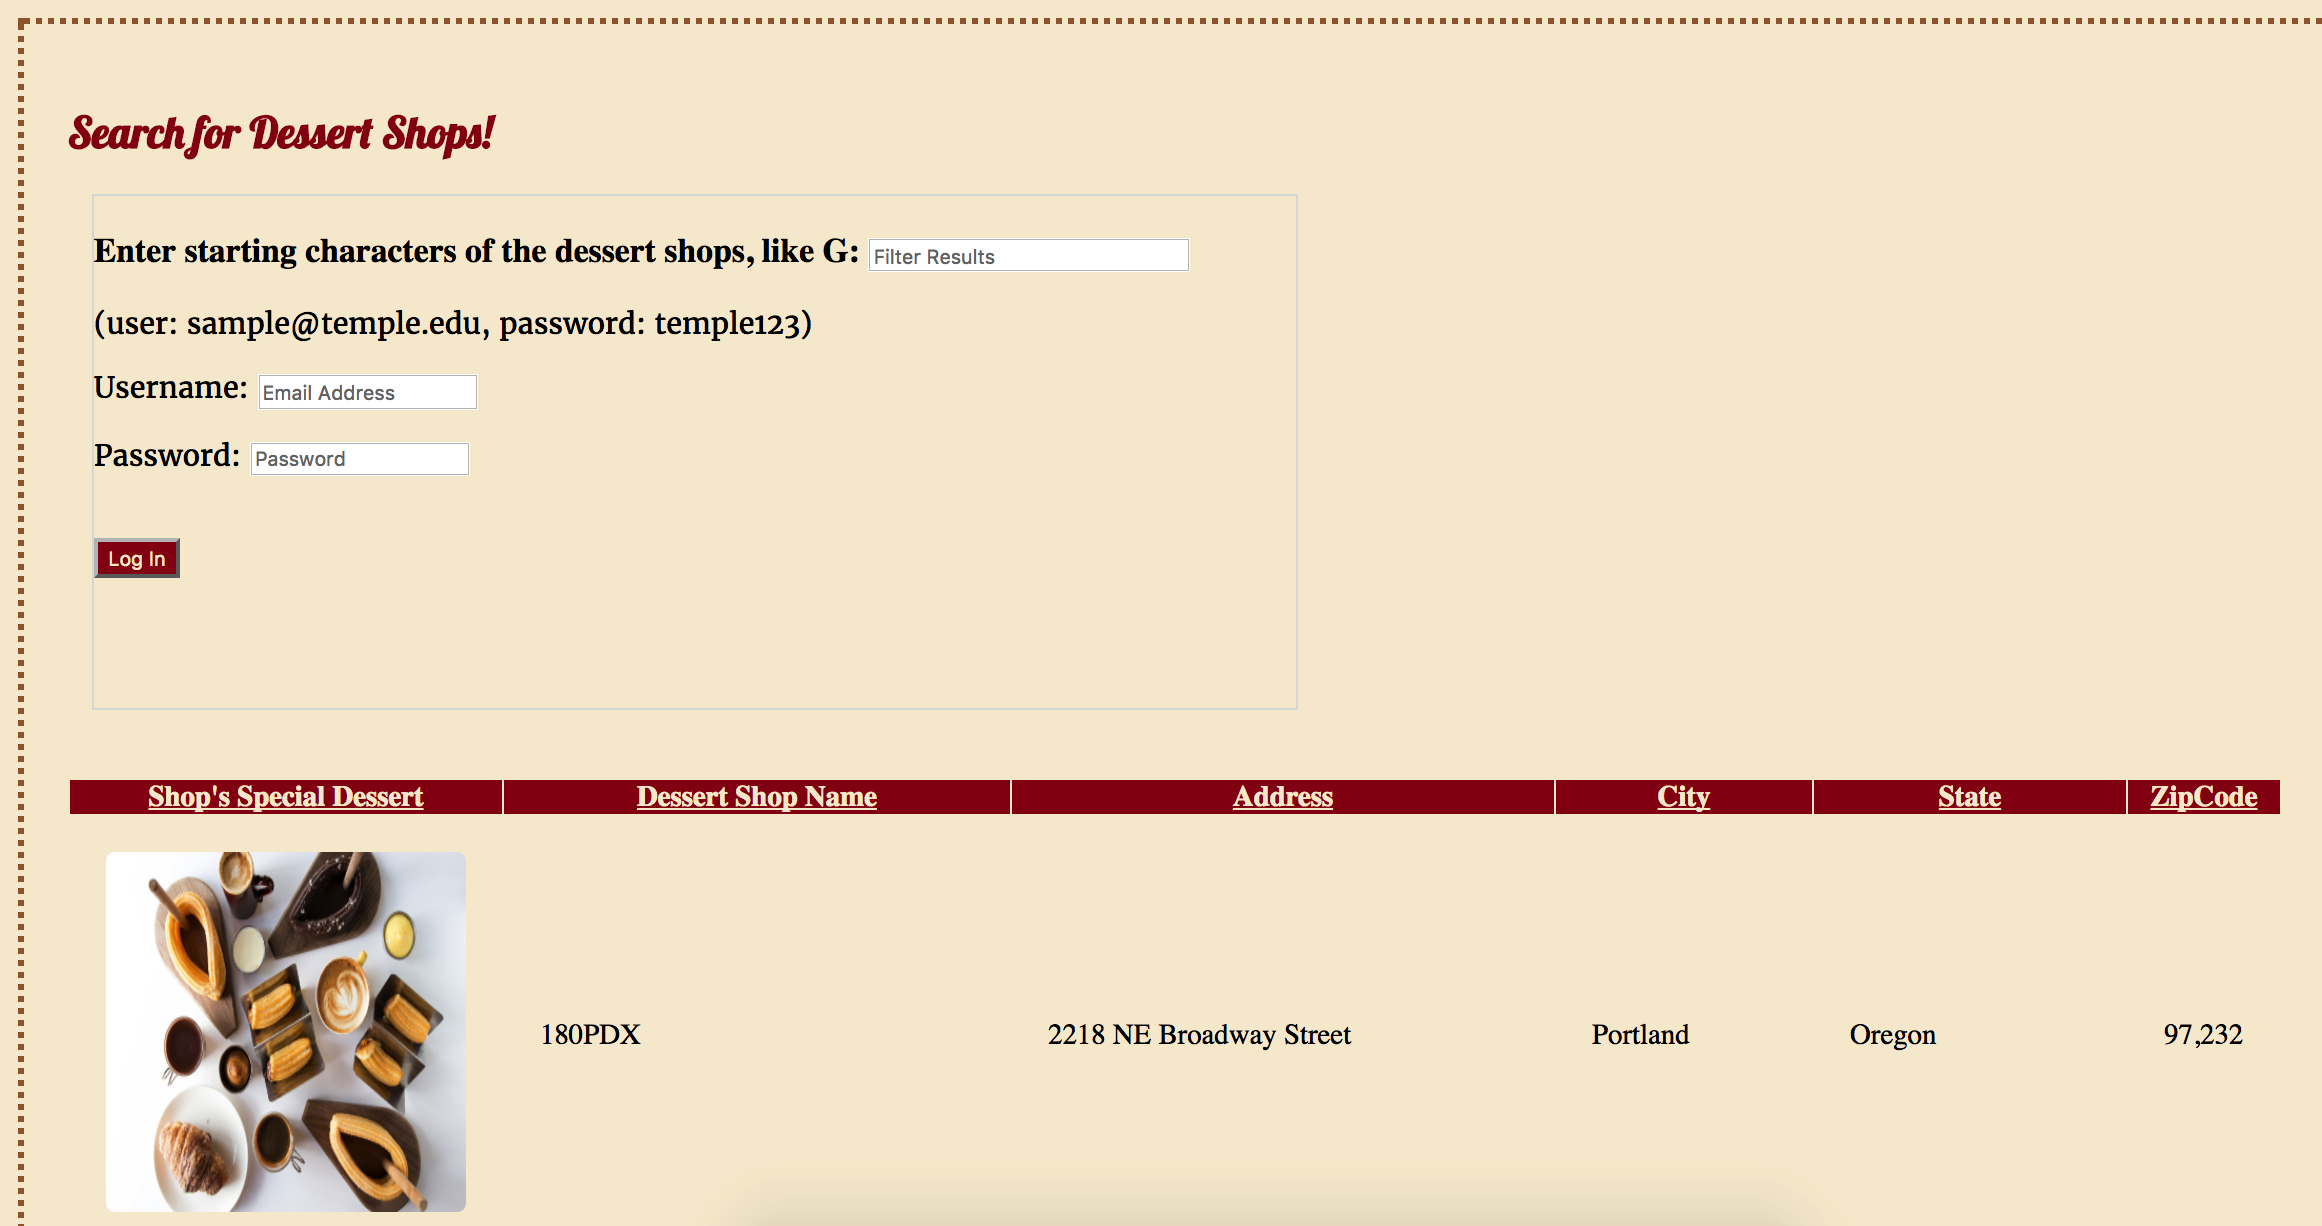 Search for Dessert Shops!
Enter starting characters of the dessert shops, like G: Filter Results
(user: sample@temple.edu, password: temple123)
Username: Email Address
Password: Password
Log In
Shop's Special Dessert Dessert Shop Name Address City State ZipCode
180PDX 2218 NE Broadway Street Portland Oregon 97,232